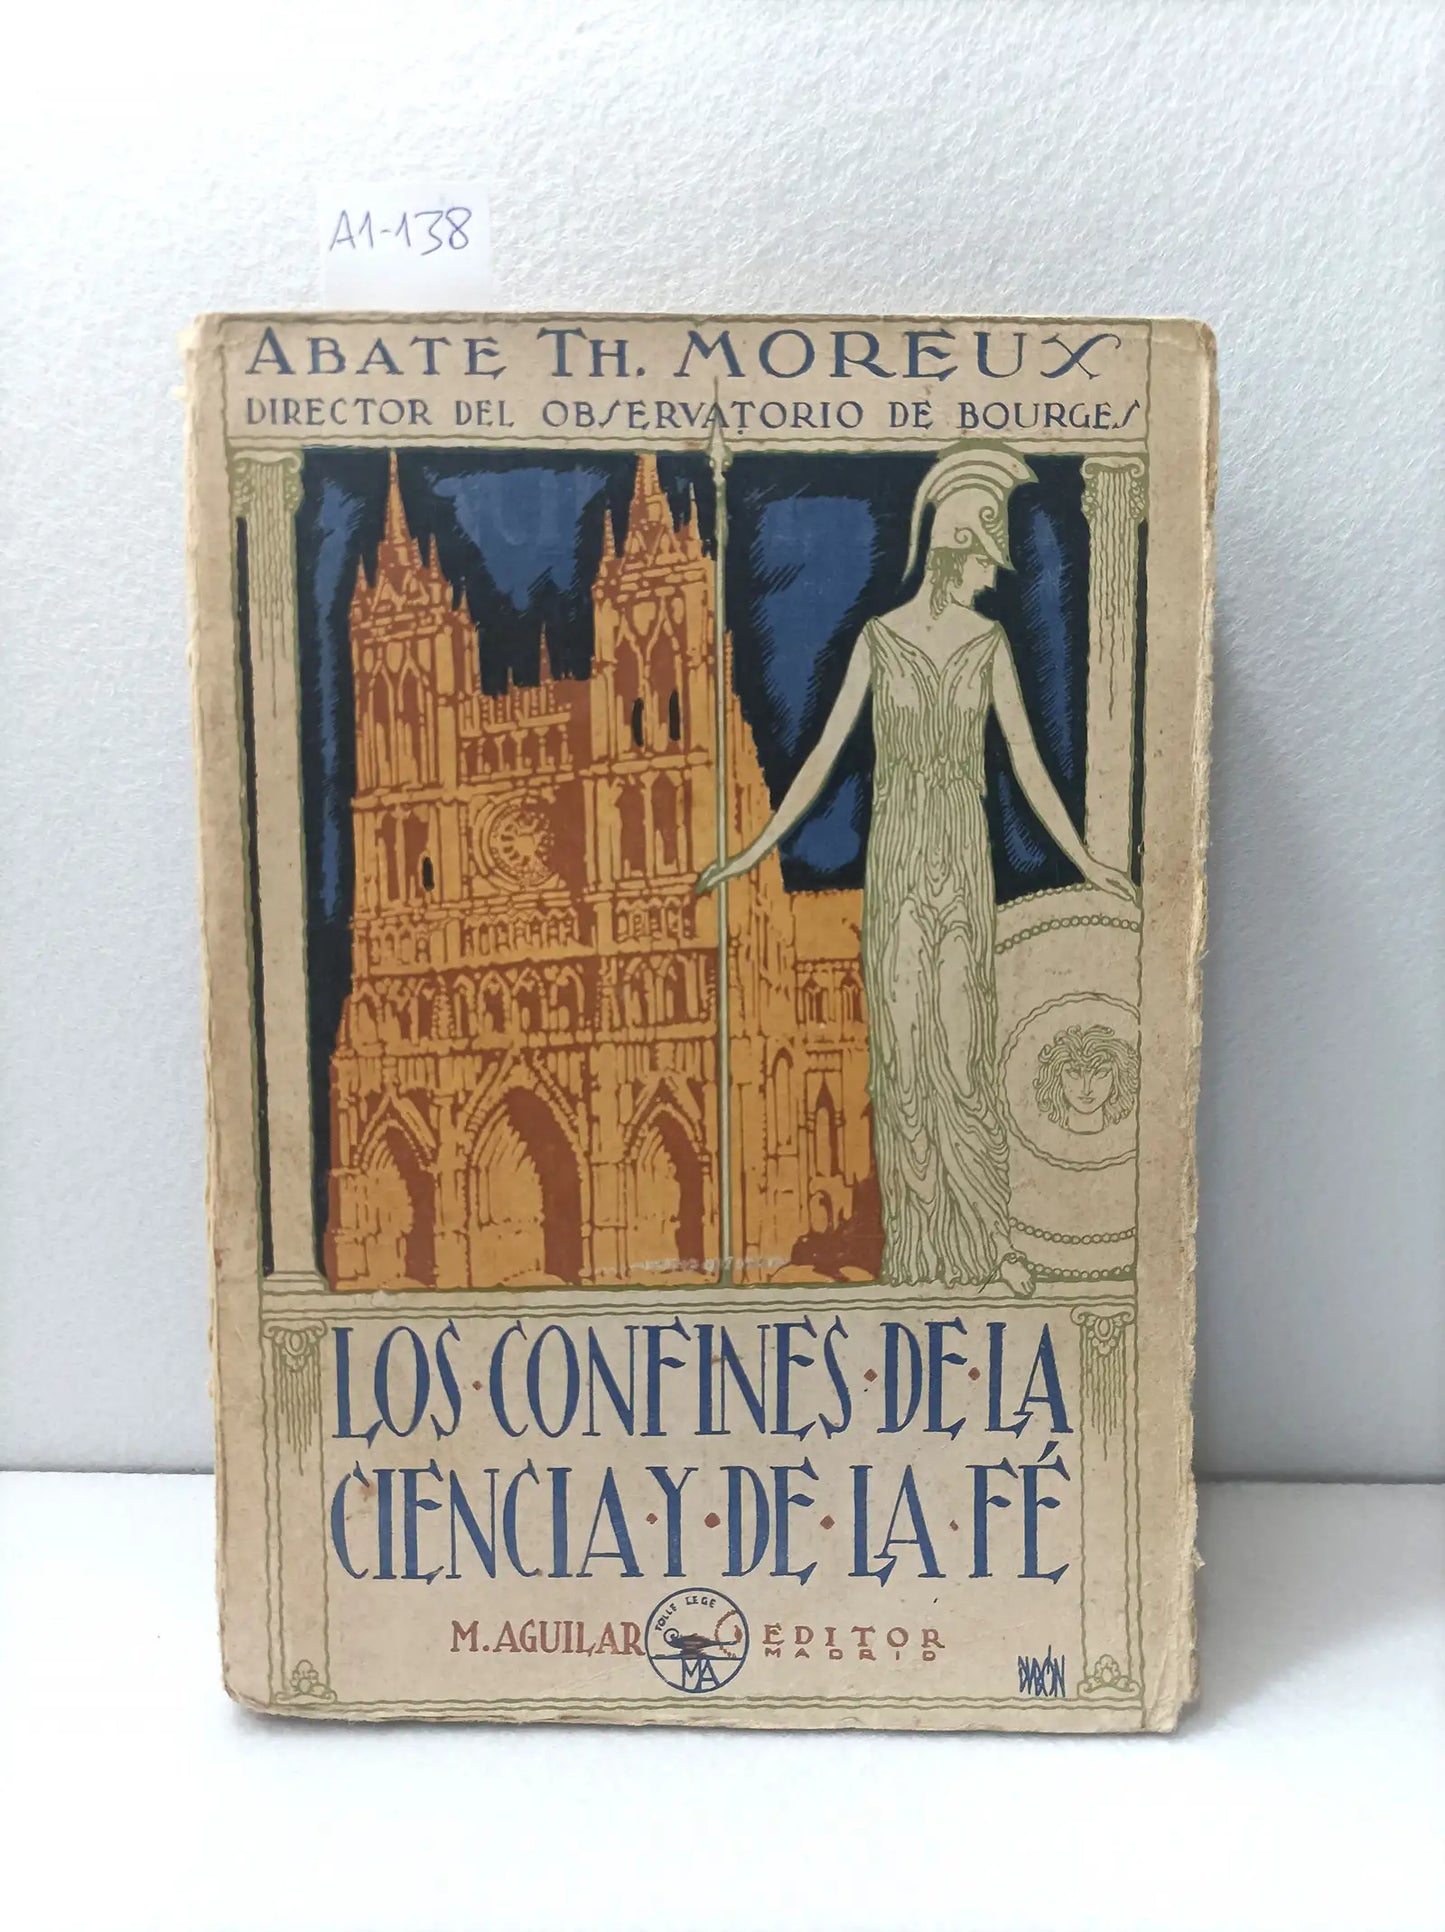 A1-138
ABATE TH. MOREUX
DIRECTOR DEL OBSERVATORIO DE BOURGES
LOS·CONFINES·DE·LA
CIENCIA·Y·DE·LA·FÉ
M. AGUILAR
TOLLE LEGE
MA
EDITOR
MADRID